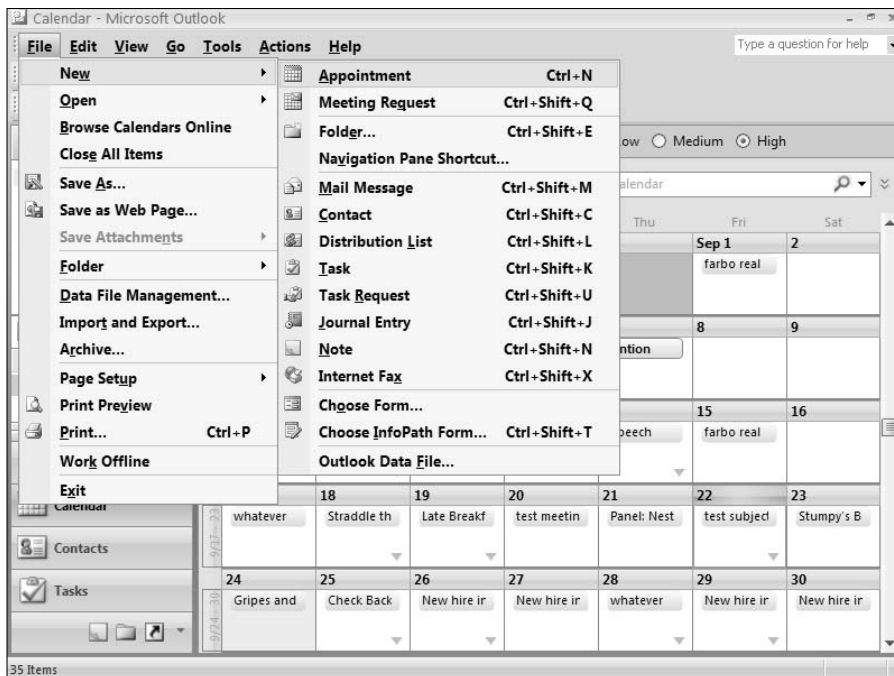 Calendar - Microsoft Outlook
File Edit View Go Tools Actions Help
Type a question for help
New
Open
Browse Calendars Online
Close All Items
Save As...
Save as Web Page...
Save Attachments
Folder
Data File Management...
Import and Export...
Archive...
Page Setup
Print Preview
Print... Ctrl+P
Work Offline
Exit
Appointment Ctrl+N
Meeting Request Ctrl+Shift+Q
Folder... Ctrl+Shift+E
Navigation Pane Shortcut...
Mail Message Ctrl+Shift+M
Contact Ctrl+Shift+C
Distribution List Ctrl+Shift+L
Task Ctrl+Shift+K
Task Request Ctrl+Shift+U
Journal Entry Ctrl+Shift+J
Note Ctrl+Shift+N
Internet Fax Ctrl+Shift+X
Choose Form...
Choose InfoPath Form... Ctrl+Shift+T
Outlook Data File...
ow Medium High
alendar
Thu Fri Sat
Sep 1 2
farbo real
8 9
ntion
15 16
peech farbo real
18 19 20 21 22 23
9/17 - 23
whatever Straddle th Late Breakf test meetin Panel: Nest test subject Stumpy's B
24 25 26 27 28 29 30
9/24 - 30
Gripes and Check Back New hire ir New hire ir whatever New hire ir New hire ir
Calendar
Contacts
Tasks
35 Items